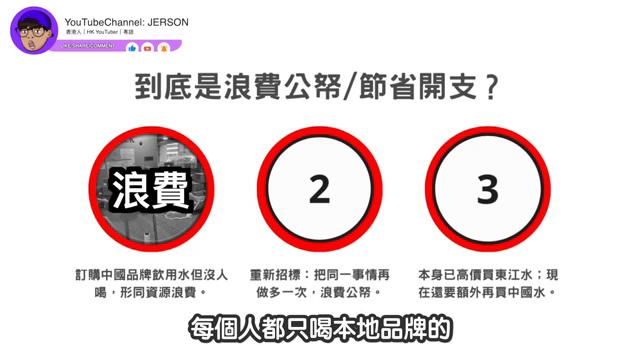 YouTubeChannel: JERSON
香港人｜HK YouTuber｜粵語
LIKE/SHARE/COMMENT
到底是浪費公帑/節省開支？
浪費
2
3
訂購中國品牌飲用水但沒人
喝，形同資源浪費。
重新招標：把同一事情再
做多一次，浪費公帑。
本身已高價買東江水；現
在還要額外再買中國水。
每個人都只喝本地品牌的